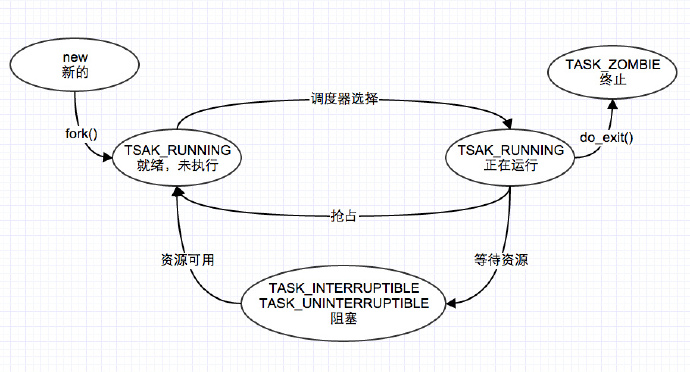 new
新的
TASK_ZOMBIE
终止
调度器选择
fork()
do_exit()
TSAK_RUNNING
就绪，未执行
TSAK_RUNNING
正在运行
抢占
资源可用
等待资源
TASK_INTERRUPTIBLE
TASK_UNINTERRUPTIBLE
阻塞